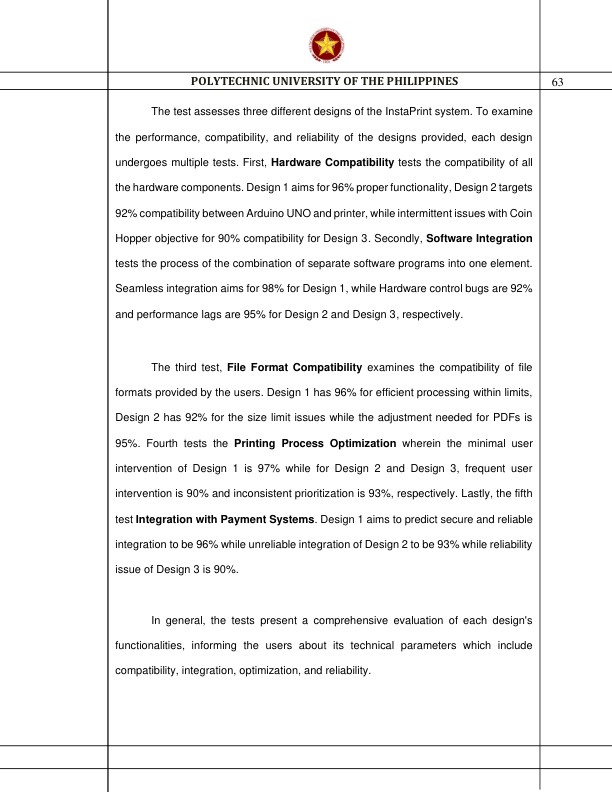 POLYTECHNIC UNIVERSITY OF THE PHILIPPINES
63
The test assesses three different designs of the InstaPrint system. To examine
the performance, compatibility, and reliability of the designs provided, each design
undergoes multiple tests. First, Hardware Compatibility tests the compatibility of all
the hardware components. Design 1 aims for 96% proper functionality, Design 2 targets
92% compatibility between Arduino UNO and printer, while intermittent issues with Coin
Hopper objective for 90% compatibility for Design 3. Secondly, Software Integration
tests the process of the combination of separate software programs into one element.
Seamless integration aims for 98% for Design 1, while Hardware control bugs are 92%
and performance lags are 95% for Design 2 and Design 3, respectively.
The third test, File Format Compatibility examines the compatibility of file
formats provided by the users. Design 1 has 96% for efficient processing within limits,
Design 2 has 92% for the size limit issues while the adjustment needed for PDFs is
95%. Fourth tests the Printing Process Optimization wherein the minimal user
intervention of Design 1 is 97% while for Design 2 and Design 3, frequent user
intervention is 90% and inconsistent prioritization is 93%, respectively. Lastly, the fifth
test Integration with Payment Systems. Design 1 aims to predict secure and reliable
integration to be 96% while unreliable integration of Design 2 to be 93% while reliability
issue of Design 3 is 90%.
In general, the tests present a comprehensive evaluation of each design's
functionalities, informing the users about its technical parameters which include
compatibility, integration, optimization, and reliability.